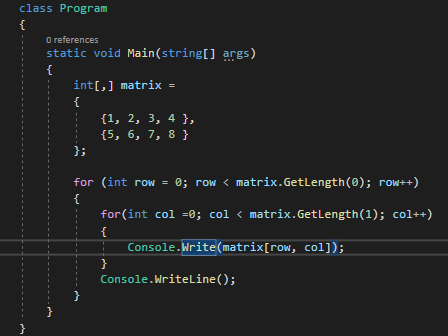 class Program
{
0 references
static void Main(string[] args)
{
int[,] matrix =
{
{1, 2, 3, 4 },
{5, 6, 7, 8 }
};
for (int row = 0; row < matrix.GetLength(0); row++)
{
for(int col =0; col < matrix.GetLength(1); col++)
{
Console.Write(matrix[row, col]);
}
Console.WriteLine();
}
}
}